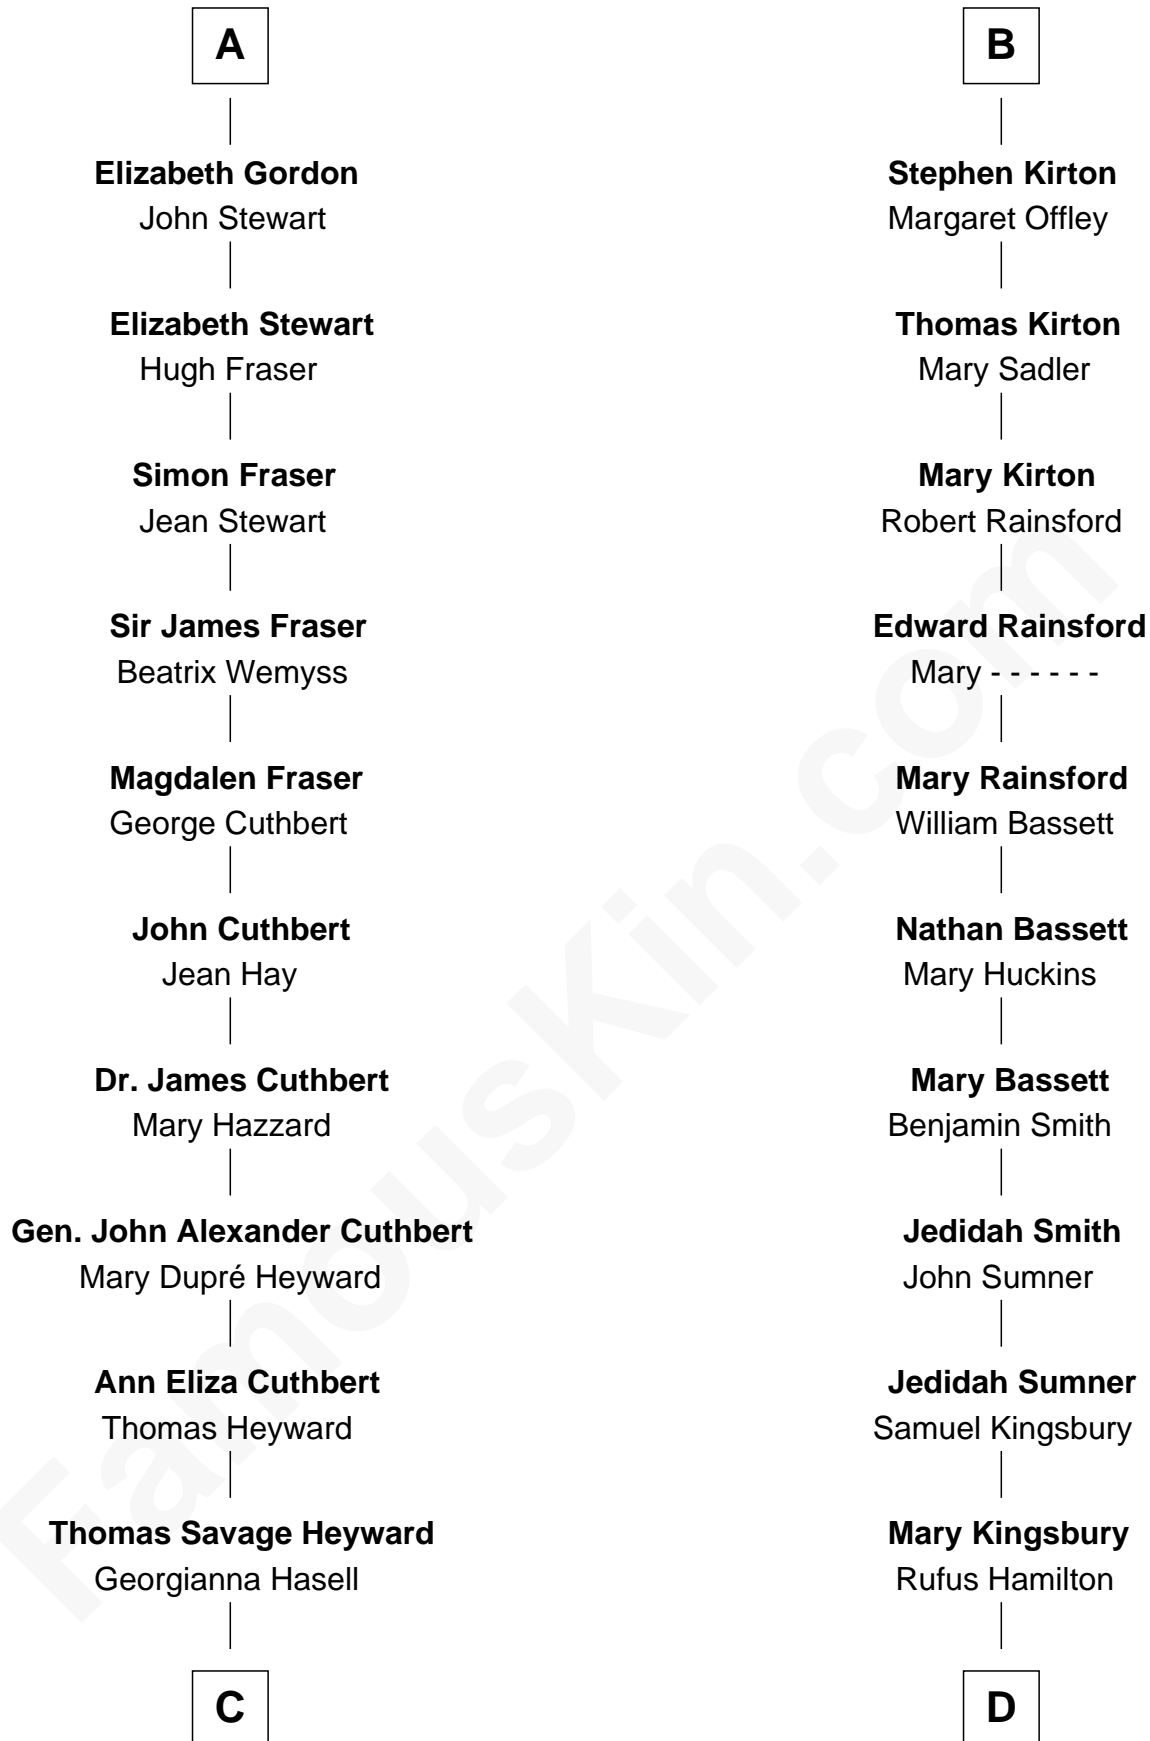 A
Elizabeth Gordon
John Stewart
Elizabeth Stewart
Hugh Fraser
Simon Fraser
Jean Stewart
Sir James Fraser
Beatrix Wemyss
Magdalen Fraser
George Cuthbert
John Cuthbert
Jean Hay
Dr. James Cuthbert
Mary Hazzard
Gen. John Alexander Cuthbert
Mary Dupré Heyward
Ann Eliza Cuthbert
Thomas Heyward
Thomas Savage Heyward
Georgianna Hasell
C
B
Stephen Kirton
Margaret Offley
Thomas Kirton
Mary Sadler
Mary Kirton
Robert Rainsford
Edward Rainsford
Mary - - - - - -
Mary Rainsford
William Bassett
Nathan Bassett
Mary Huckins
Mary Bassett
Benjamin Smith
Jedidah Smith
John Sumner
Jedidah Sumner
Samuel Kingsbury
Mary Kingsbury
Rufus Hamilton
D
FamousKin.com